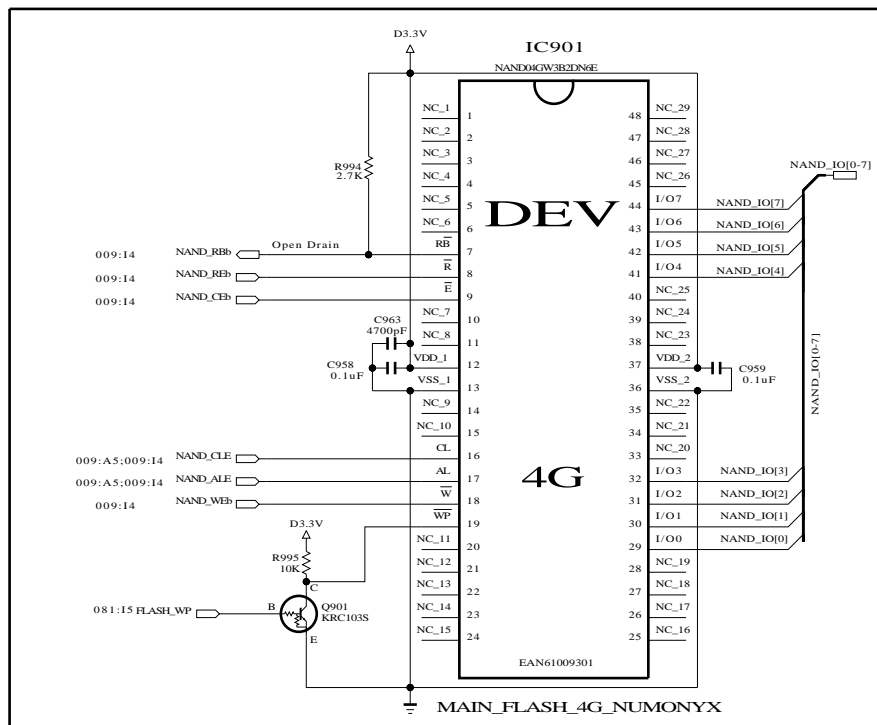 D3.3V
IC901
NAND04GW3B2DN6E
R994
2.7K
NC_1
1
NC_2
2
NC_3
3
NC_4
4
NC_5
5
NC_6
6
009:I4
NAND_RBb
Open Drain
RB
7
009:I4
NAND_REb
R
8
009:I4
NAND_CEb
E
9
NC_7
10
C963
4700pF
NC_8
11
C958
0.1uF
VDD_1
12
VSS_1
13
NC_9
14
NC_10
15
009:A5;009:I4
NAND_CLE
CL
16
009:A5;009:I4
NAND_ALE
AL
17
009:I4
NAND_WEb
W
18
WP
19
D3.3V
R995
10K
NC_11
20
NC_12
21
NC_13
22
NC_14
23
NC_15
24
081:I5
FLASH_WP
B
C
E
Q901
KRC103S
DEV
4G
EAN61009301
NC_29
48
NC_28
47
NC_27
46
NC_26
45
I/O7
44
NAND_IO[7]
I/O6
43
NAND_IO[6]
I/O5
42
NAND_IO[5]
I/O4
41
NAND_IO[4]
NC_25
40
NC_24
39
NC_23
38
VDD_2
37
VSS_2
36
C959
0.1uF
NC_22
35
NC_21
34
NC_20
33
I/O3
32
NAND_IO[3]
I/O2
31
NAND_IO[2]
I/O1
30
NAND_IO[1]
I/O0
29
NAND_IO[0]
NC_19
28
NC_18
27
NC_17
26
NC_16
25
NAND_IO[0-7]
NAND_IO[0-7]
MAIN_FLASH_4G_NUMONYX